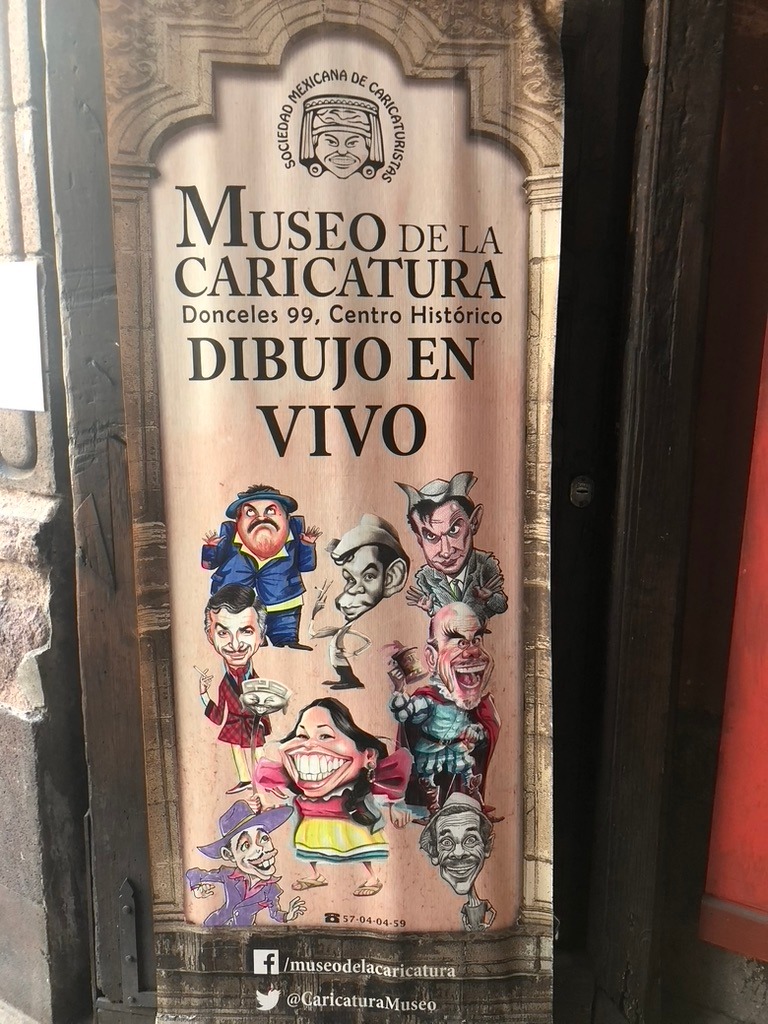 SOCIEDAD MEXICANA DE CARICATURISTAS
MUSEO DE LA
CARICATURA
Donceles 99, Centro Histórico
DIBUJO EN
VIVO
57-04-04-59
/museodelacaricatura
@CaricaturaMuseo